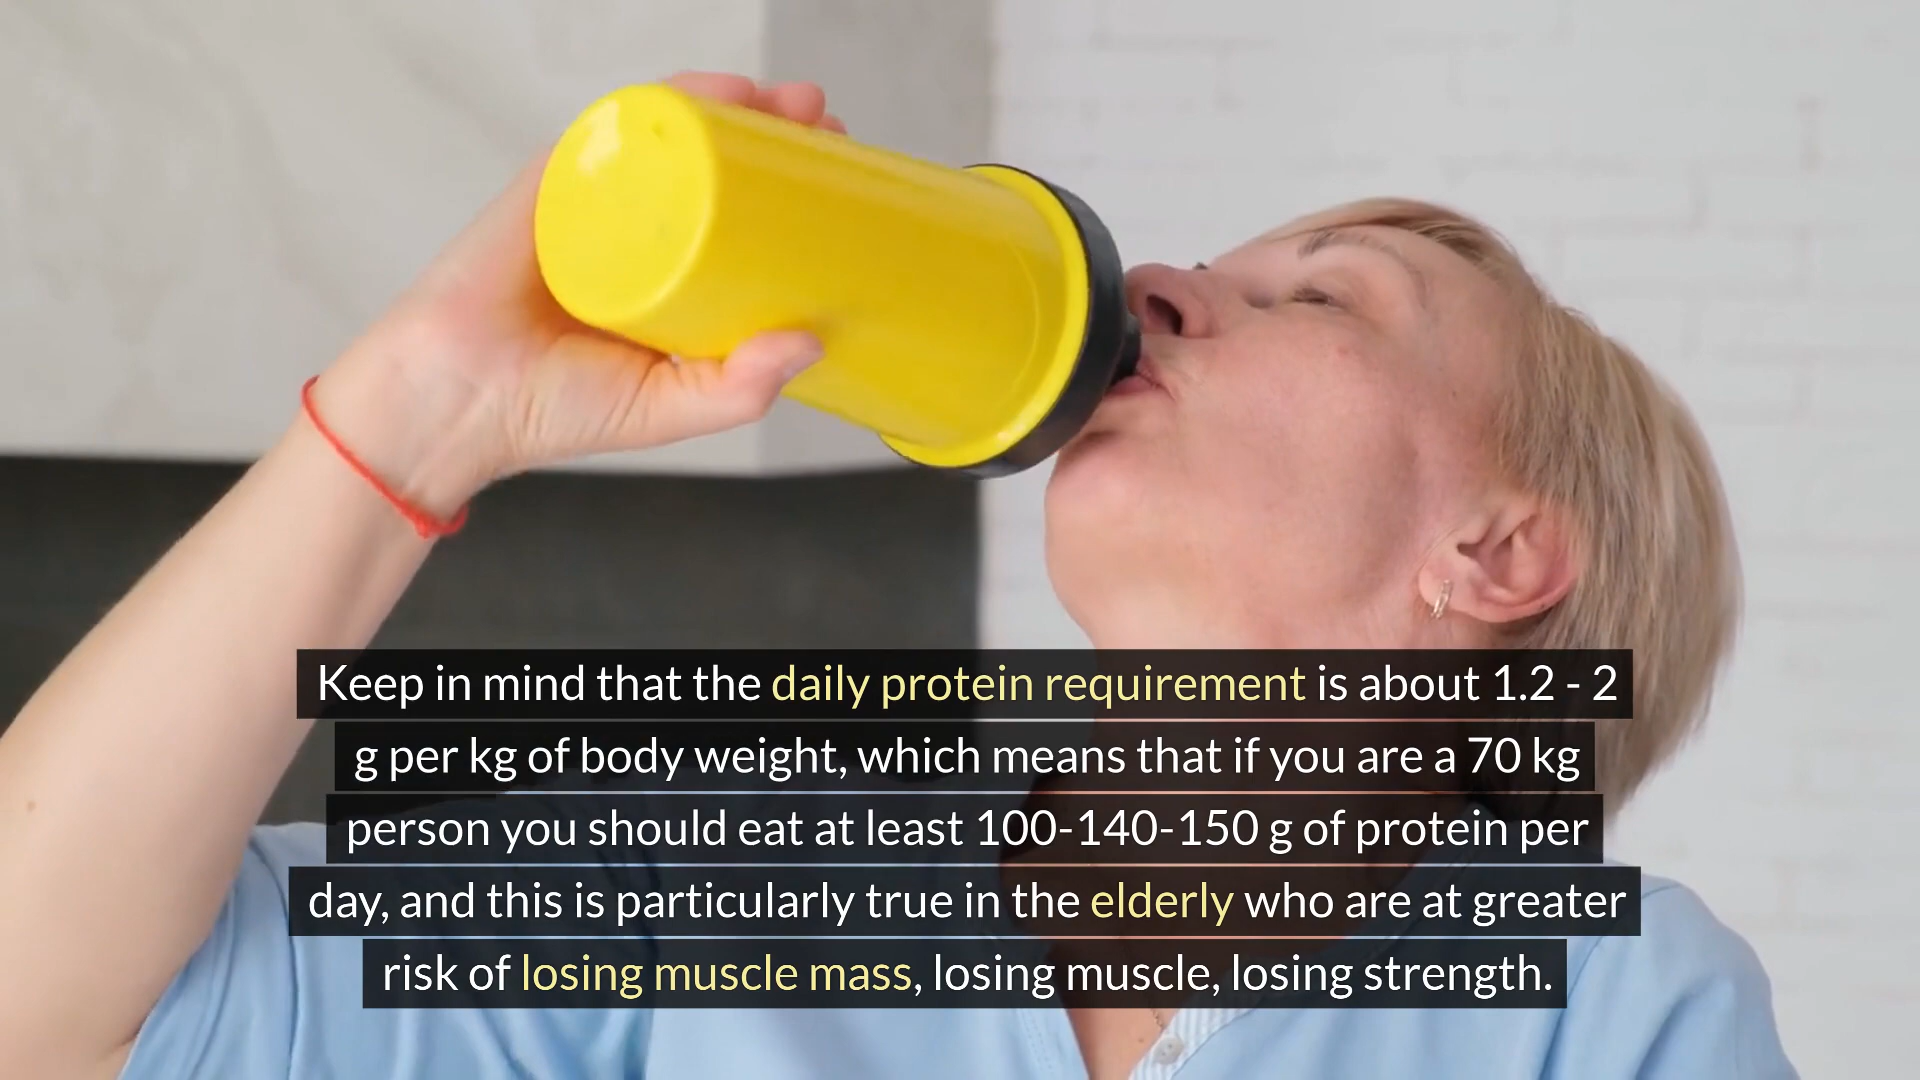 Keep in mind that the daily protein requirement is about 1.2 - 2
g per kg of body weight, which means that if you are a 70 kg
person you should eat at least 100-140-150 g of protein per
day, and this is particularly true in the elderly who are at greater
risk of losing muscle mass, losing muscle, losing strength.